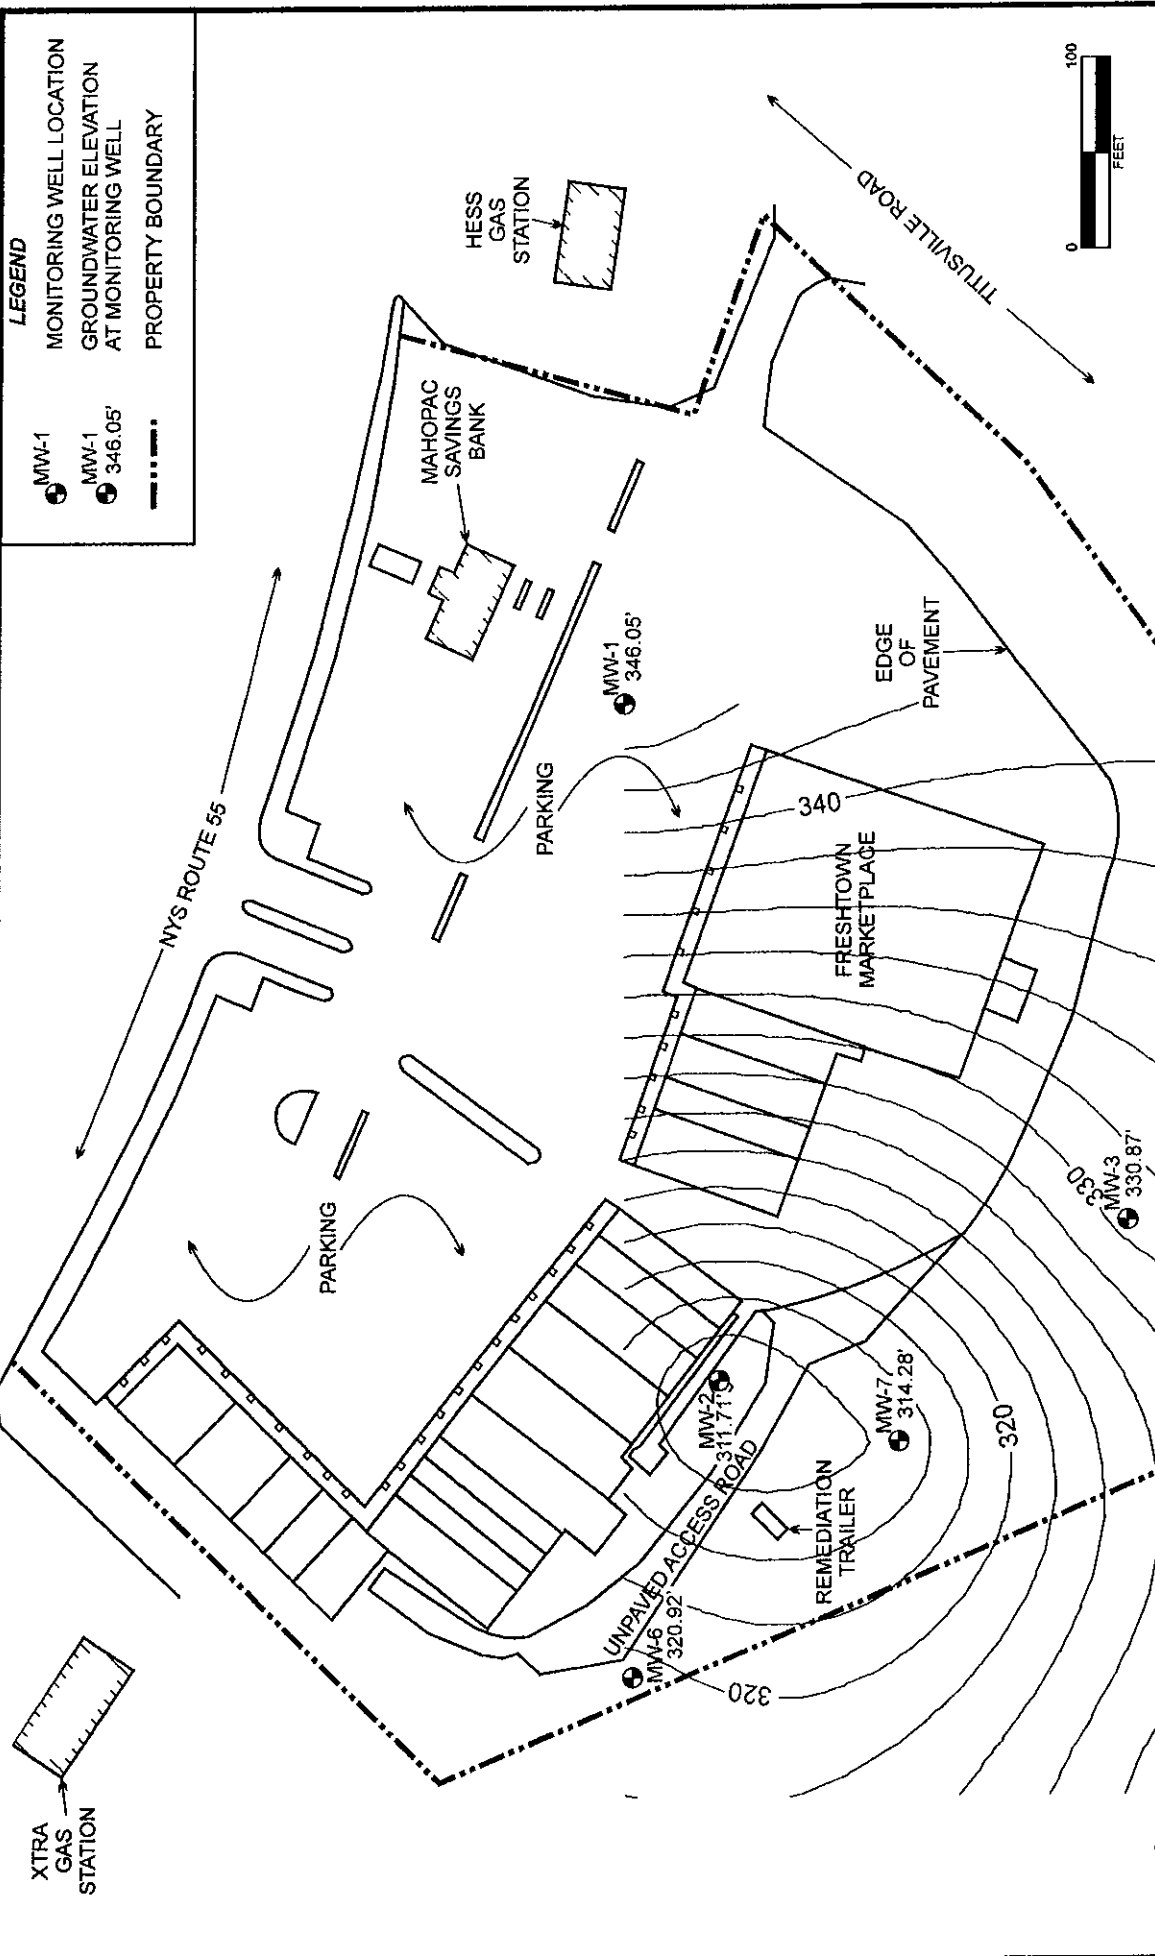 LEGEND
MW-1
MONITORING WELL LOCATION
MW-1
346.05'
GROUNDWATER ELEVATION
AT MONITORING WELL
PROPERTY BOUNDARY
XTRA
GAS
STATION
NYS ROUTE 55
HESS
GAS
STATION
MAHOPAC
SAVINGS
BANK
TITUSVILLE ROAD
0
100
FEET
PARKING
PARKING
MW-1
346.05'
EDGE
OF
PAVEMENT
340
FRESHTOWN
MARKETPLACE
330
MW-3
330.87'
MW-2
311.71'
UNPAVED ACCESS ROAD
MW-7
314.28'
320
REMEDIATION
TRAILER
MW-6
320.92'
320